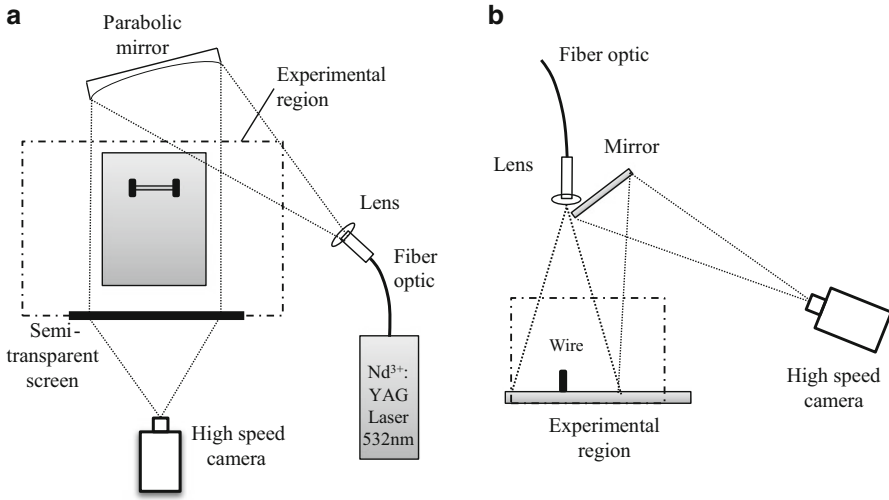 a
Parabolic
mirror
Experimental
region
Lens
Fiber
optic
Semi-
transparent
screen
Nd³⁺:
YAG
Laser
532nm
High speed
camera
b
Fiber optic
Mirror
Lens
Wire
High speed
camera
Experimental
region